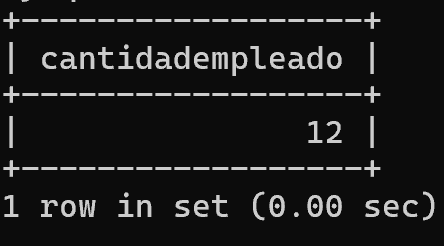 +-----------------+
| cantidadempleado |
+-----------------+
| 12 |
+-----------------+
1 row in set (0.00 sec)